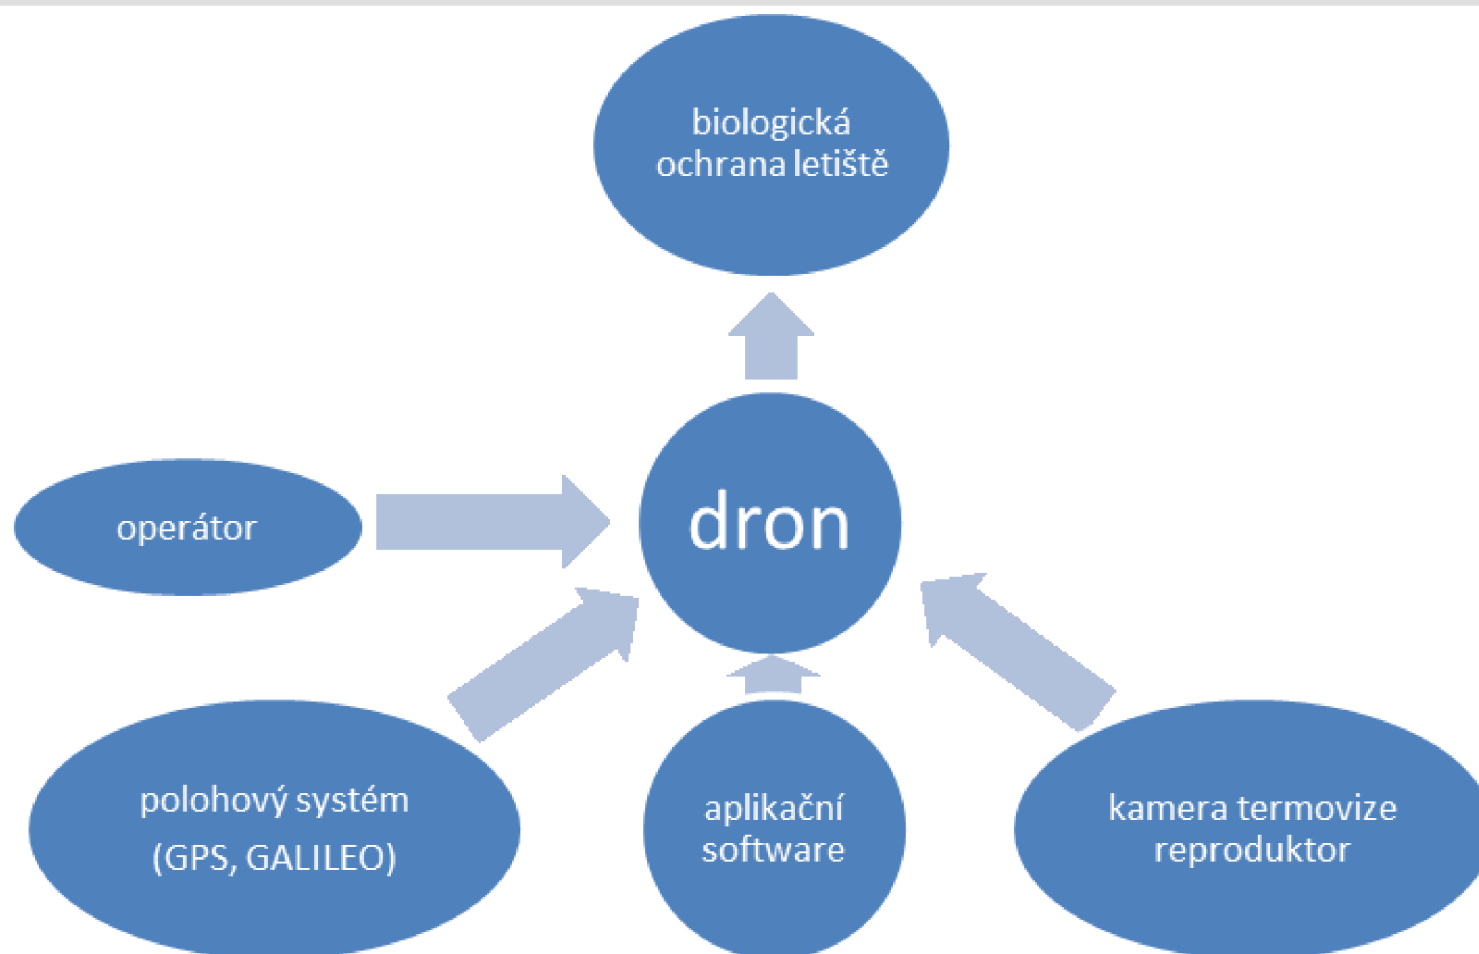 biologická
ochrana letiště
operátor
dron
polohový systém
(GPS, GALILEO)
aplikační
software
kamera termovize
reproduktor